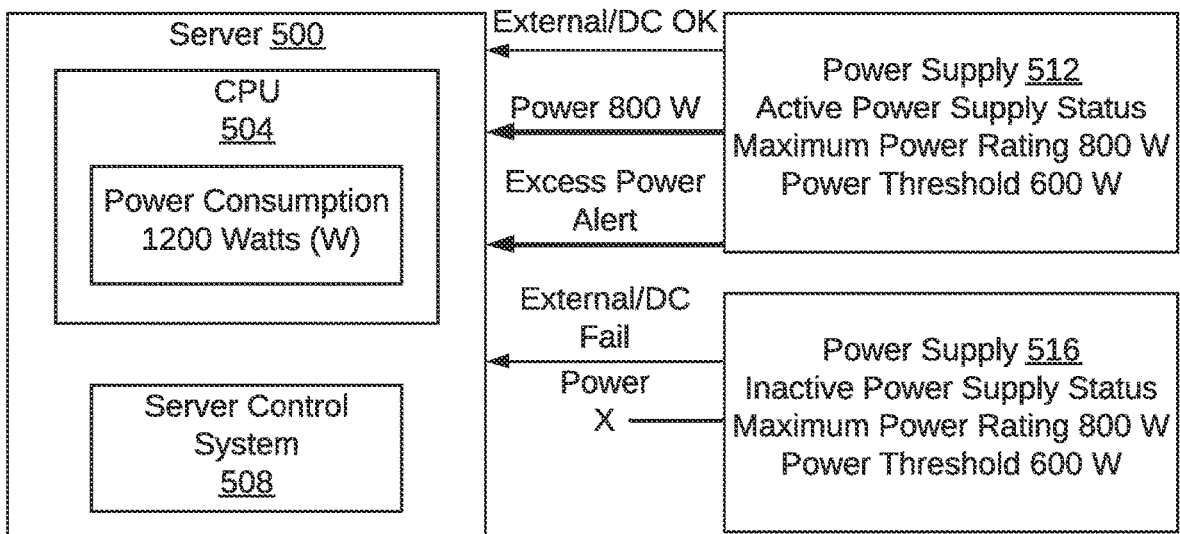 Server 500
CPU
504
Power Consumption
1200 Watts (W)
Server Control
System
508
External/DC OK
Power 800 W
Excess Power
Alert
External/DC
Fail
Power
X
Power Supply 512
Active Power Supply Status
Maximum Power Rating 800 W
Power Threshold 600 W
Power Supply 516
Inactive Power Supply Status
Maximum Power Rating 800 W
Power Threshold 600 W